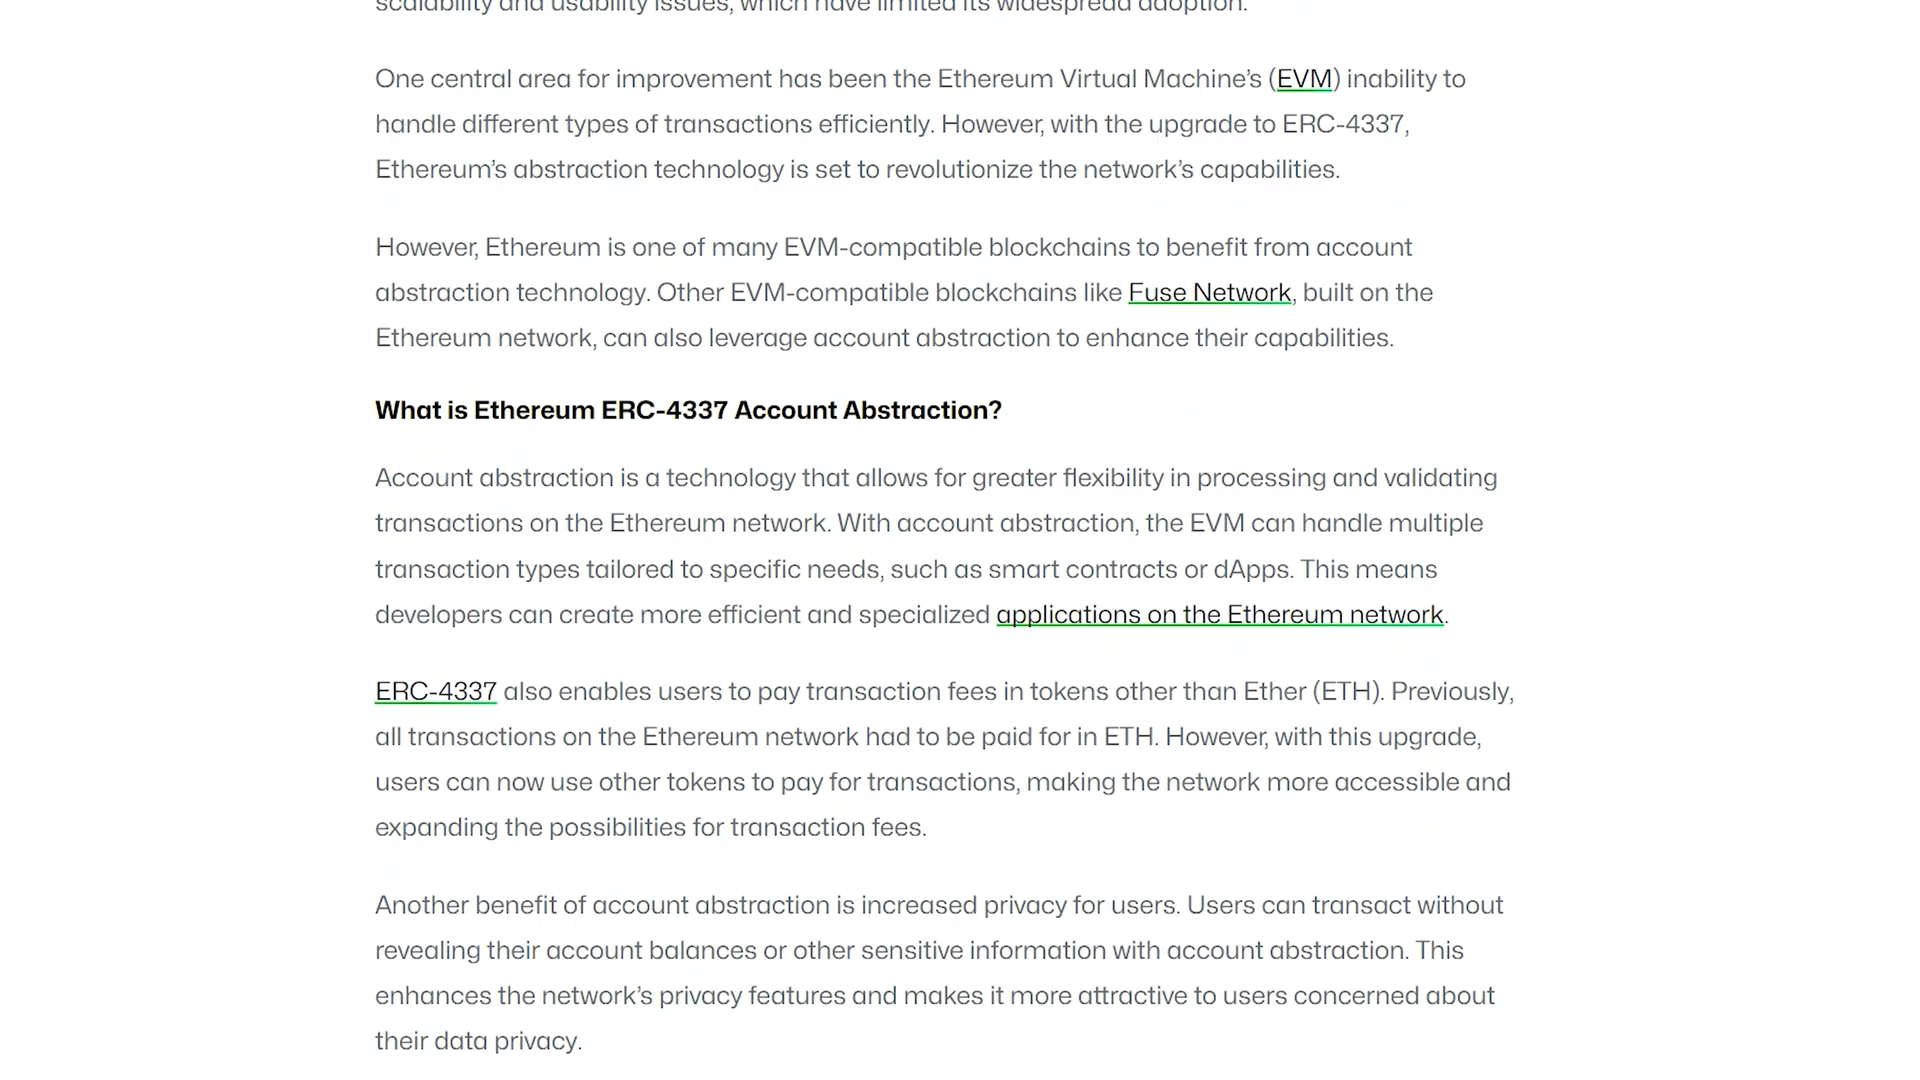 scalability and usability issues, which have limited its widespread adoption.
One central area for improvement has been the Ethereum Virtual Machine’s (EVM) inability to
handle different types of transactions efficiently. However, with the upgrade to ERC-4337,
Ethereum’s abstraction technology is set to revolutionize the network’s capabilities.
However, Ethereum is one of many EVM-compatible blockchains to benefit from account
abstraction technology. Other EVM-compatible blockchains like Fuse Network, built on the
Ethereum network, can also leverage account abstraction to enhance their capabilities.
What is Ethereum ERC-4337 Account Abstraction?
Account abstraction is a technology that allows for greater flexibility in processing and validating
transactions on the Ethereum network. With account abstraction, the EVM can handle multiple
transaction types tailored to specific needs, such as smart contracts or dApps. This means
developers can create more efficient and specialized applications on the Ethereum network.
ERC-4337 also enables users to pay transaction fees in tokens other than Ether (ETH). Previously,
all transactions on the Ethereum network had to be paid for in ETH. However, with this upgrade,
users can now use other tokens to pay for transactions, making the network more accessible and
expanding the possibilities for transaction fees.
Another benefit of account abstraction is increased privacy for users. Users can transact without
revealing their account balances or other sensitive information with account abstraction. This
enhances the network’s privacy features and makes it more attractive to users concerned about
their data privacy.